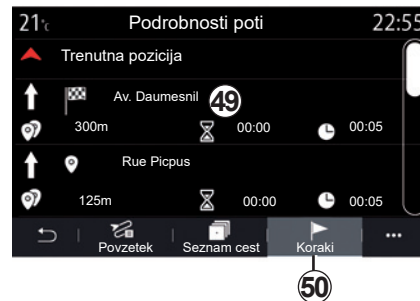 21°c Podrobnosti poti 22:55
Trenutna pozicija
Av. Daumesnil 49
300m 00:00 00:05
Rue Picpus
125m 00:00 00:05
Povzetek Seznam cest Koraki ...
50